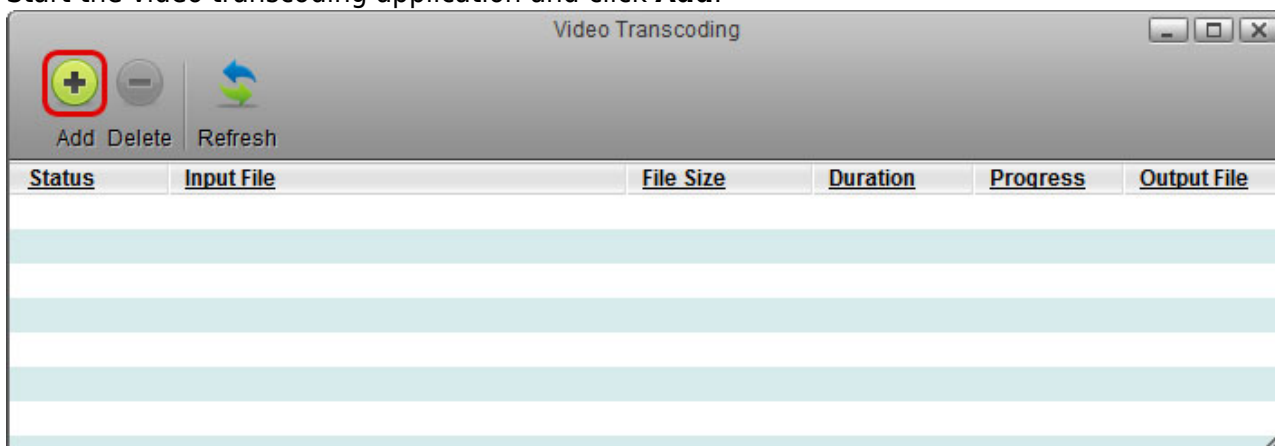 Start the video transcoding application and click Add.
Video Transcoding
Add Delete Refresh
Status Input File File Size Duration Progress Output File